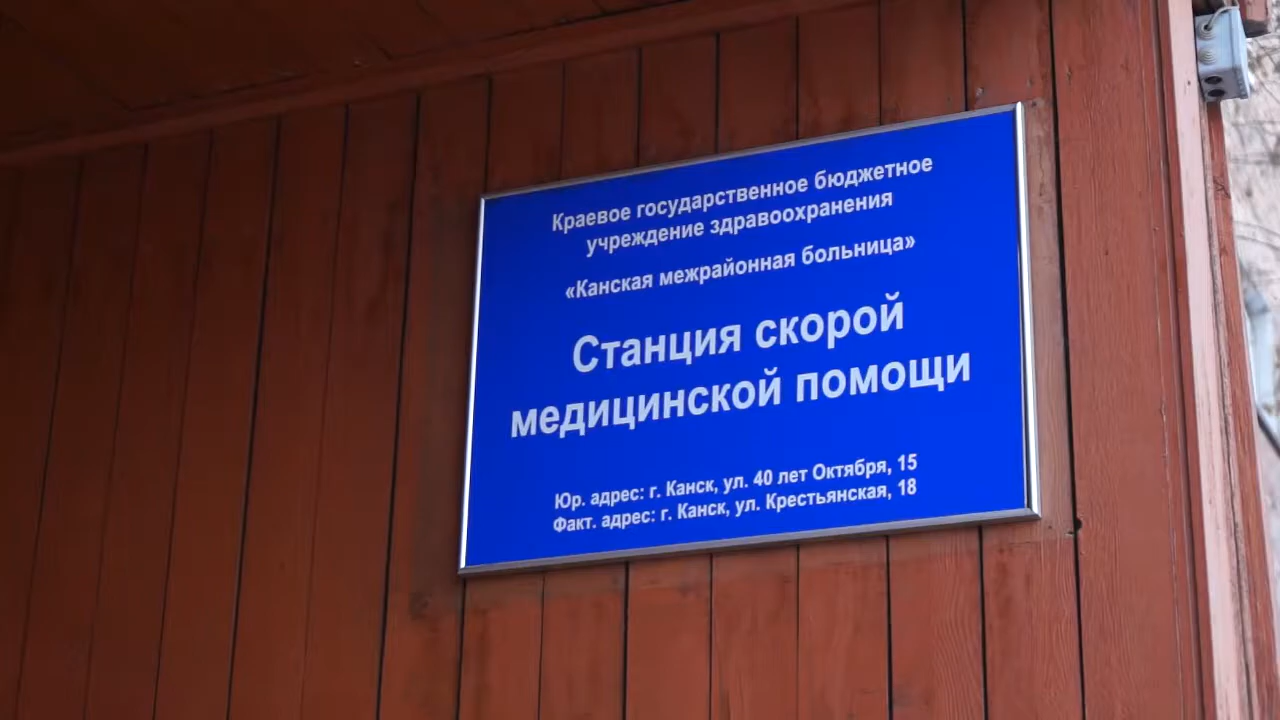 Краевое государственное бюджетное
учреждение здравоохранения
«Канская межрайонная больница»
Станция скорой
медицинской помощи
Юр. адрес: г. Канск, ул. 40 лет Октября, 15
Факт. адрес: г. Канск, ул. Крестьянская, 18